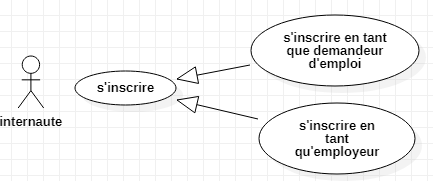 s'inscrire en tant
que demandeur
d'emploi
s'inscrire
internaute
s'inscrire en
tant
qu'employeur